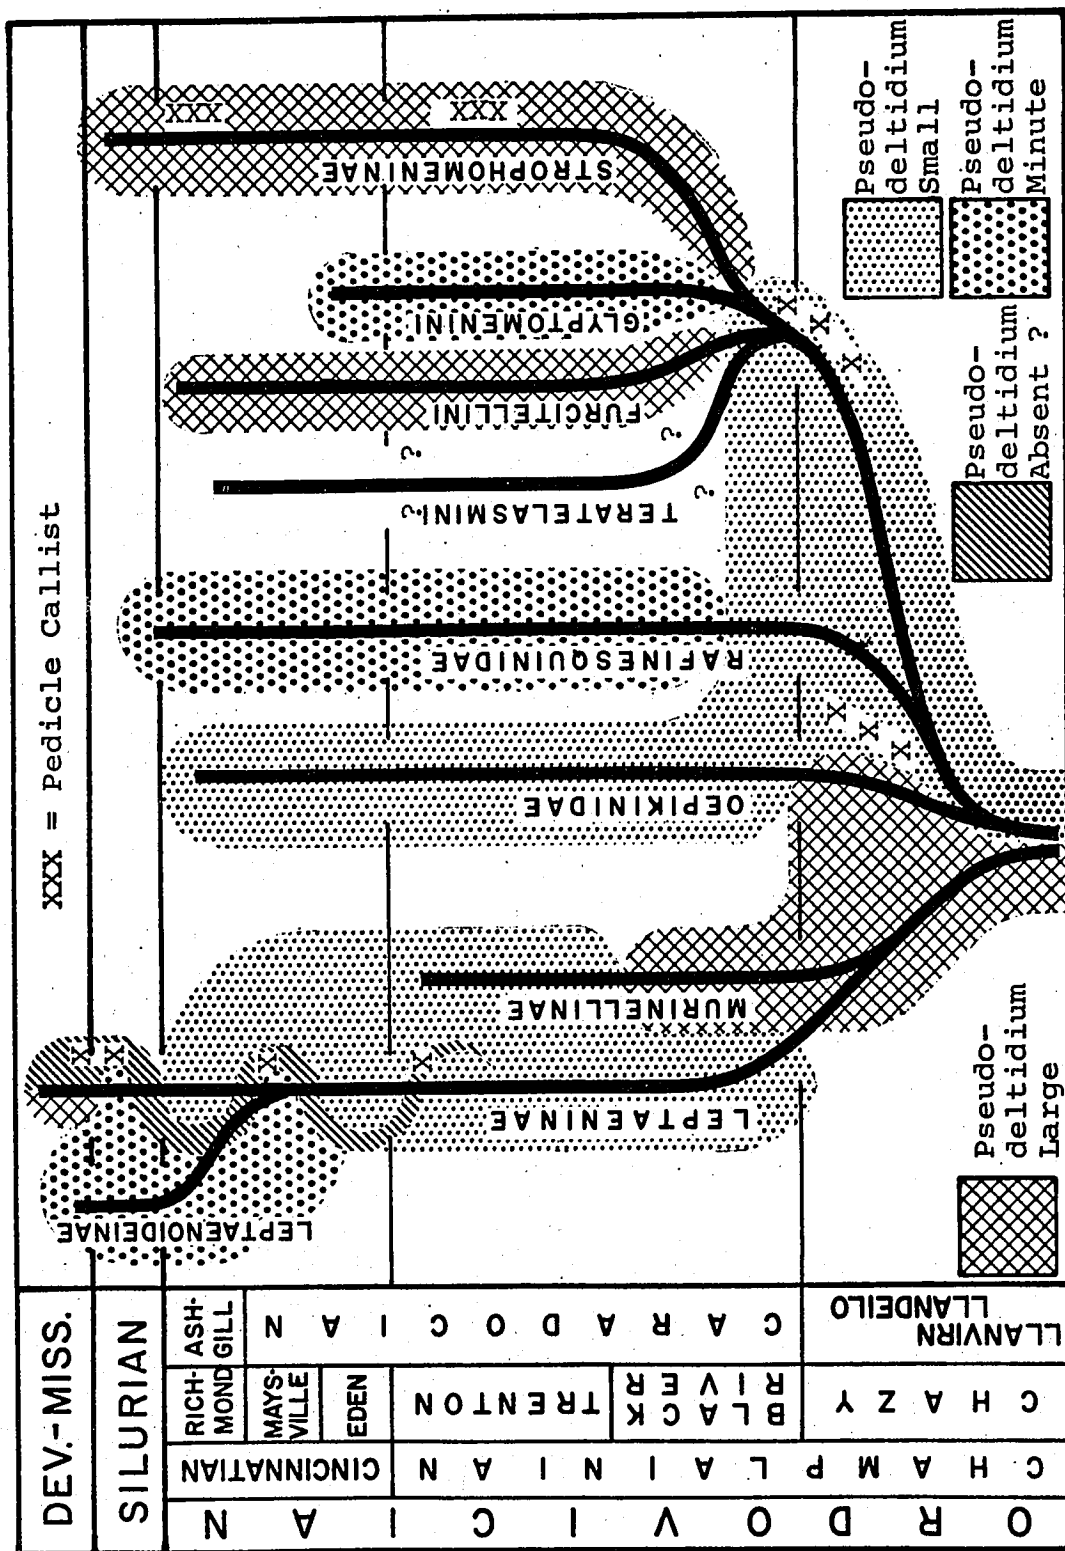 XXX = Pedicle Callist
XXX
XXX
STROPHOMENINAE
GLYPTOMENINI
FURCITELLINI
?
?
?
?
TERATELASMINI
RAFINESQUINIDAE
OEPIKINIDAE
MURINELLINAE
LEPTAENINAE
LEPTAENOIDEINAE
X
X
X
X
X
X
X
X
X
X
Pseudo-
deltidium
Small
Pseudo-
deltidium
Minute
Pseudo-
deltidium
Absent ?
Pseudo-
deltidium
Large
DEV.-MISS.
SILURIAN
ORDOVICIAN
CINCINNATIAN
CHAMPLAINIAN
RICH-
MOND
MAYS-
VILLE
EDEN
TRENTON
BLACK
RIVER
CHAZY
ASH-
GILL
CARADOCIAN
LLANVIRN
LLANDEILO